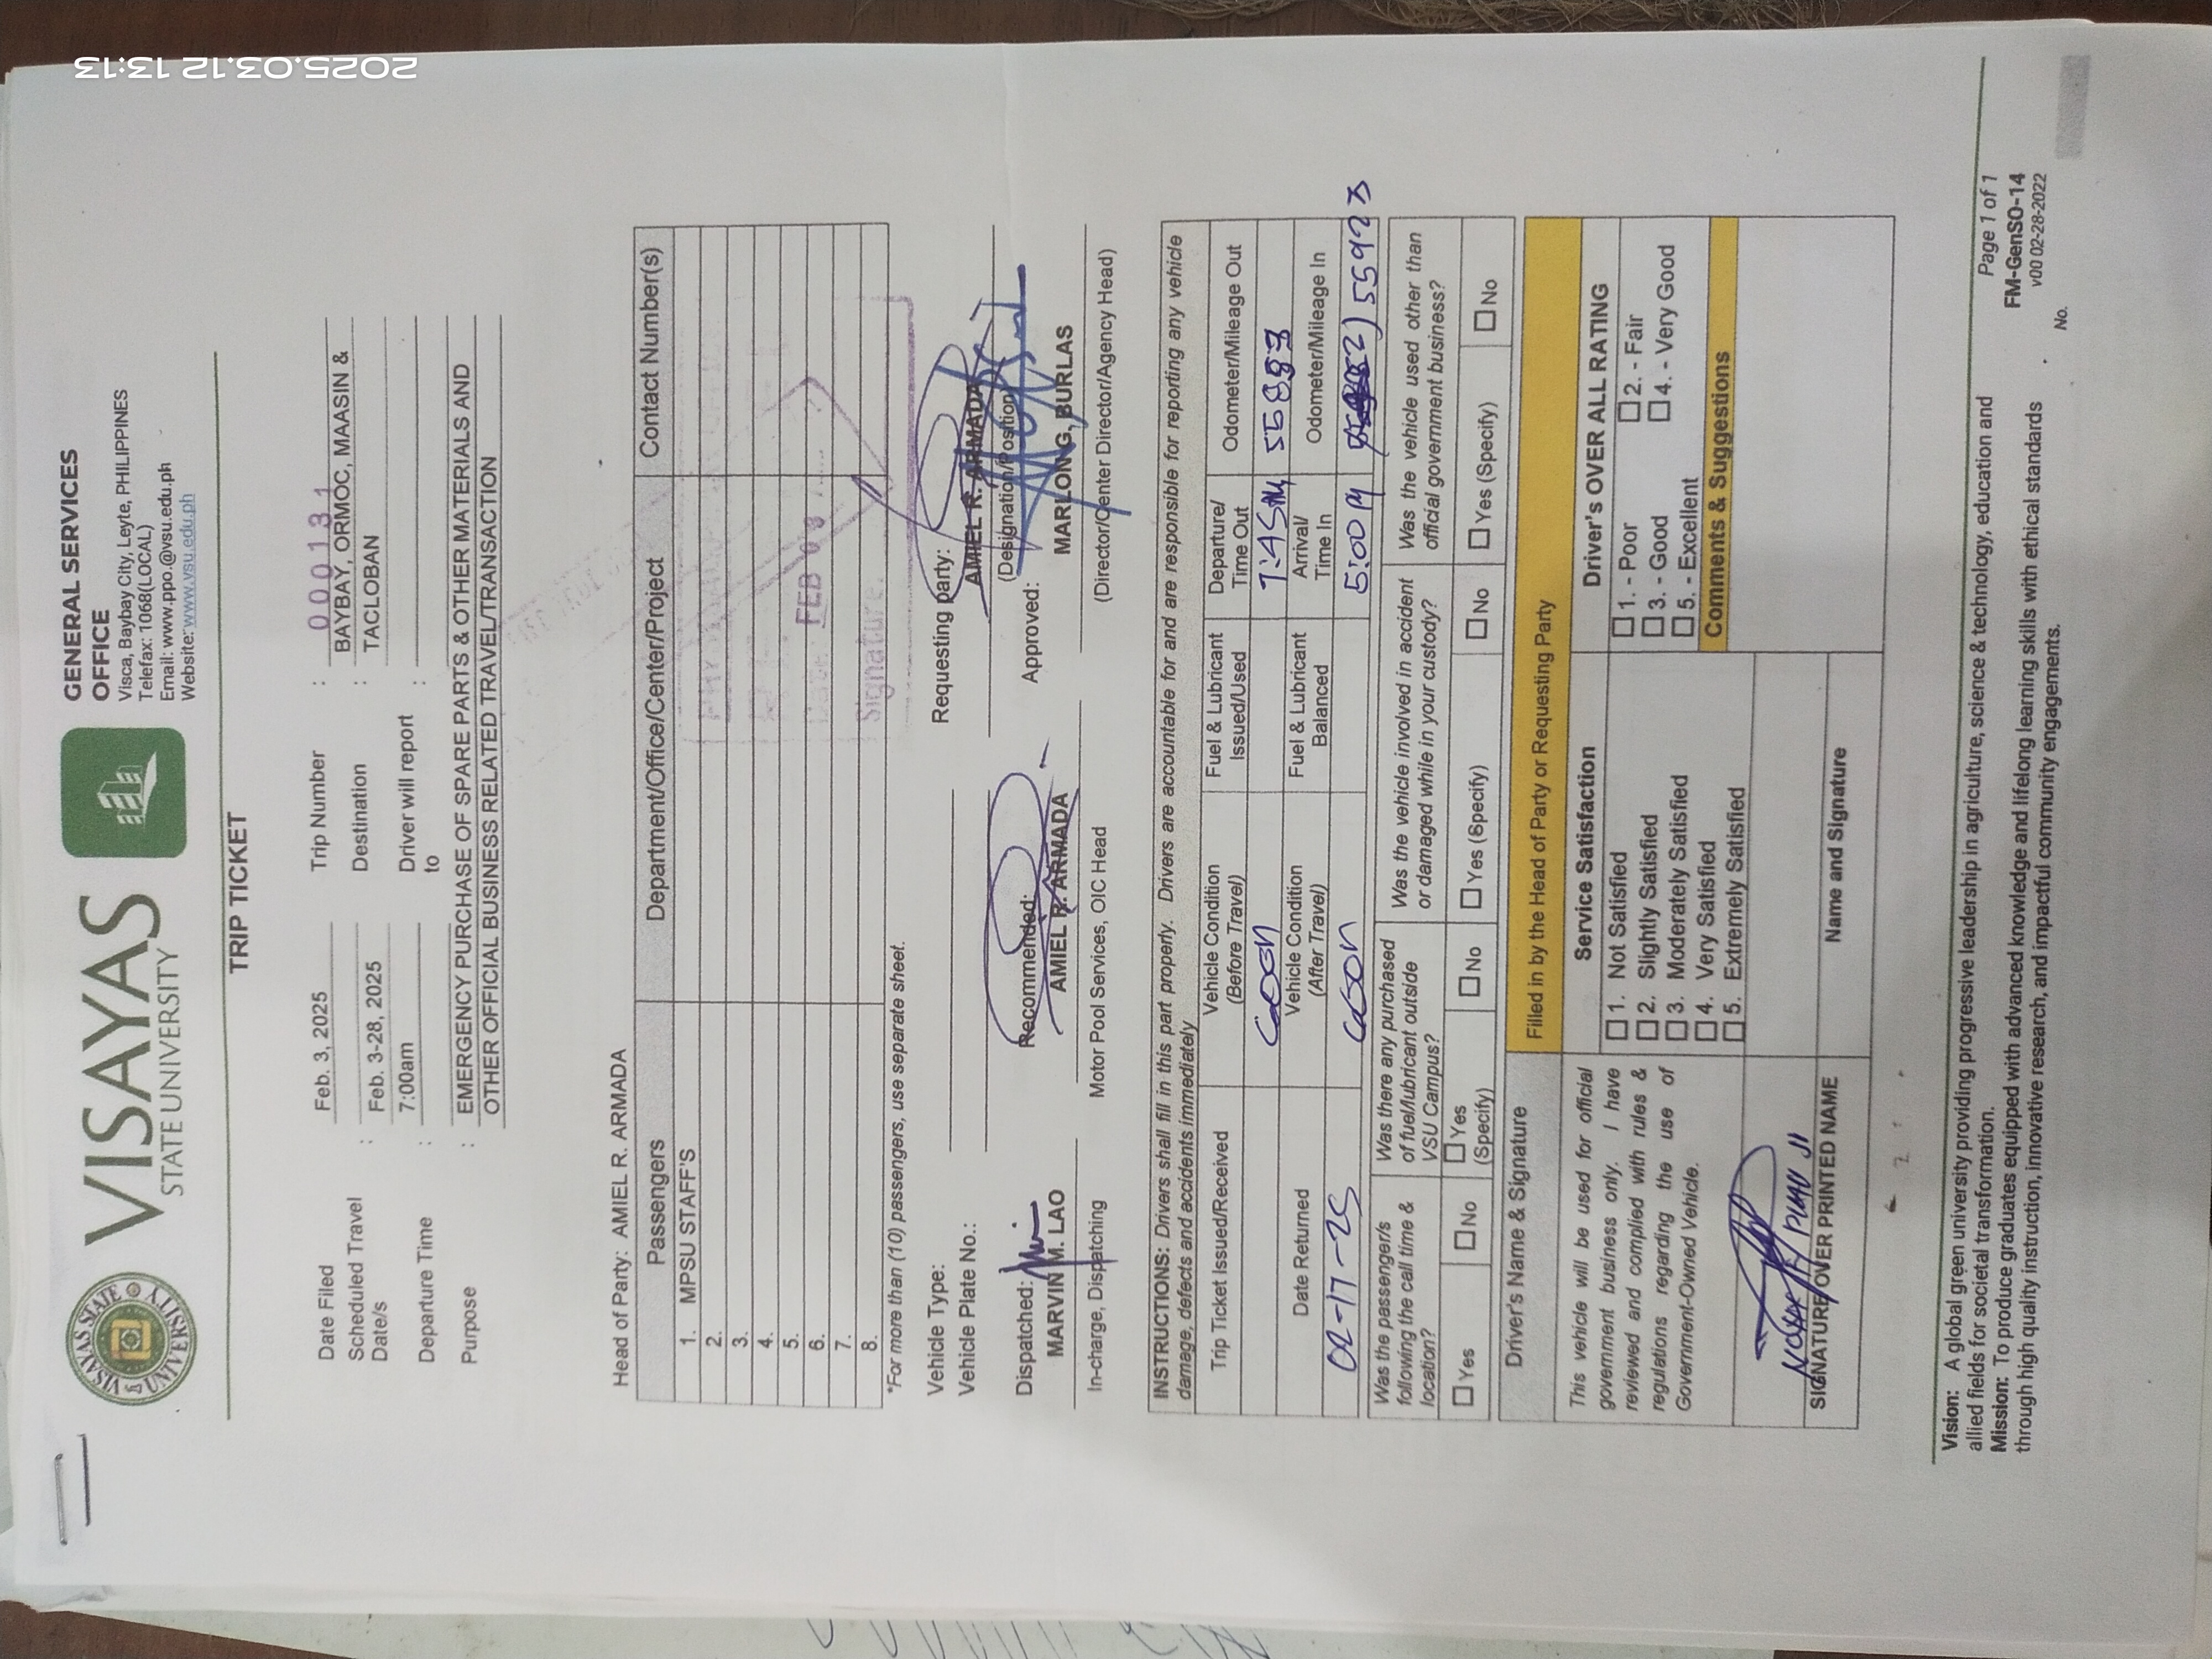 2025.03.12 13:13
VISAYAS STATE UNIVERSITY
VISAYAS
STATE UNIVERSITY
GENERAL SERVICES
OFFICE
Visca, Baybay City, Leyte, PHILIPPINES
Telefax: 1068(LOCAL)
Email: www.ppo.@vsu.edu.ph
Website: www.vsu.edu.ph
TRIP TICKET
Date Filed Feb. 3, 2025 Trip Number : 000131
Scheduled Travel Date/s : Feb. 3-28, 2025 Destination : BAYBAY, ORMOC, MAASIN &
TACLOBAN
Departure Time : 7:00am Driver will report to :
Purpose : EMERGENCY PURCHASE OF SPARE PARTS & OTHER MATERIALS AND
OTHER OFFICIAL BUSINESS RELATED TRAVEL/TRANSACTION
Head of Party: AMIEL R. ARMADA
Passengers Department/Office/Center/Project Contact Number(s)
1. MPSU STAFF'S
2.
3.
4.
5.
6.
7.
8.
FEB 03
Signature:
*For more than (10) passengers, use separate sheet.
Vehicle Type:
Vehicle Plate No.:
Requesting party:
AMIEL R. ARMADA
(Designation/Position)
Dispatched: Recommended: Approved:
MARVIN M. LAO AMIEL R. ARMADA MARLON G. BURLAS
In-charge, Dispatching Motor Pool Services, OIC Head (Director/Center Director/Agency Head)
INSTRUCTIONS: Drivers shall fill in this part properly. Drivers are accountable for and are responsible for reporting any vehicle
damage, defects and accidents immediately
Trip Ticket Issued/Received Vehicle Condition (Before Travel) Fuel & Lubricant Issued/Used Departure/ Time Out Odometer/Mileage Out
7:45 AM
Date Returned Vehicle Condition (After Travel) Fuel & Lubricant Balanced Arrival/ Time In Odometer/Mileage In
02-17-25 5:00 PM
Was the passenger/s following the call time & location? Was there any purchased of fuel/lubricant outside VSU Campus? Was the vehicle involved in accident or damaged while in your custody? Was the vehicle used other than official government business?
Yes No Yes (Specify) No Yes (Specify) No Yes (Specify) No
Driver's Name & Signature Filled in by the Head of Party or Requesting Party
This vehicle will be used for official
government business only. I have
reviewed and complied with rules &
regulations regarding the use of
Government-Owned Vehicle.
SIGNATURE OVER PRINTED NAME
Service Satisfaction
1. Not Satisfied
2. Slightly Satisfied
3. Moderately Satisfied
4. Very Satisfied
5. Extremely Satisfied
Name and Signature
Driver's OVER ALL RATING
1. - Poor 2. - Fair
3. - Good 4. - Very Good
5. - Excellent
Comments & Suggestions
Vision: A global green university providing progressive leadership in agriculture, science & technology, education and
allied fields for societal transformation.
Mission: To produce graduates equipped with advanced knowledge and lifelong learning skills with ethical standards
through high quality instruction, innovative research, and impactful community engagements.
Page 1 of 1
FM-GenSO-14
v00 02-28-2022
No.